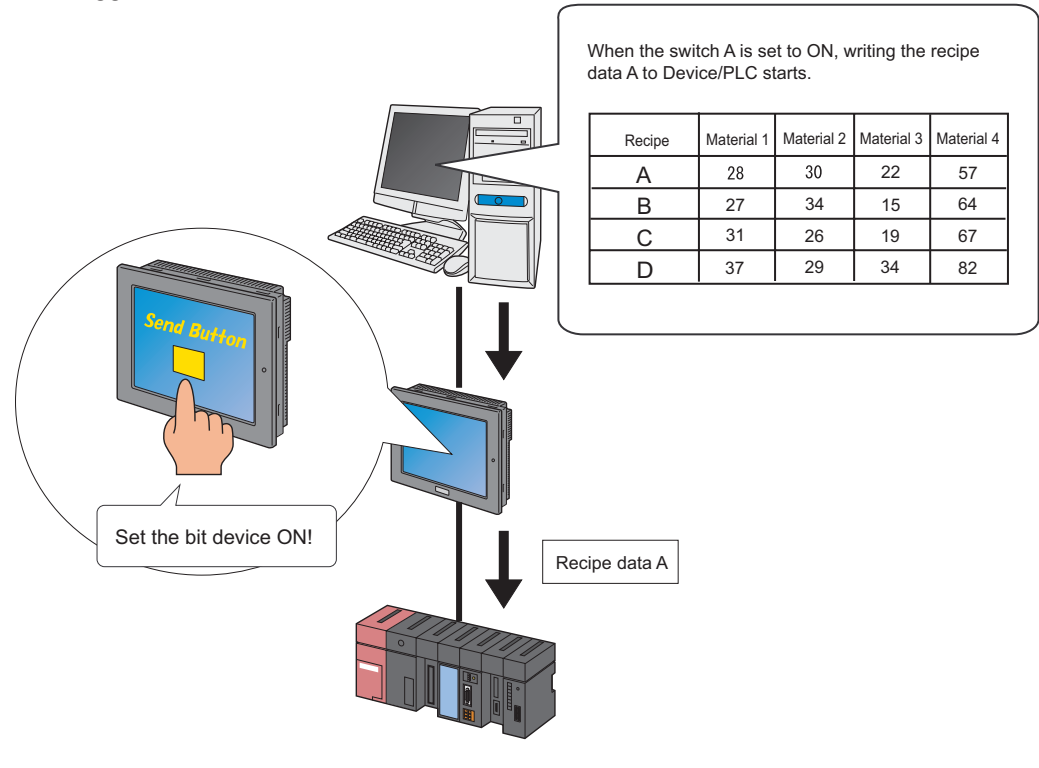 When the switch A is set to ON, writing the recipe
data A to Device/PLC starts.
Recipe Material 1 Material 2 Material 3 Material 4
A 28 30 22 57
B 27 34 15 64
C 31 26 19 67
D 37 29 34 82
Send Button
Set the bit device ON!
Recipe data A